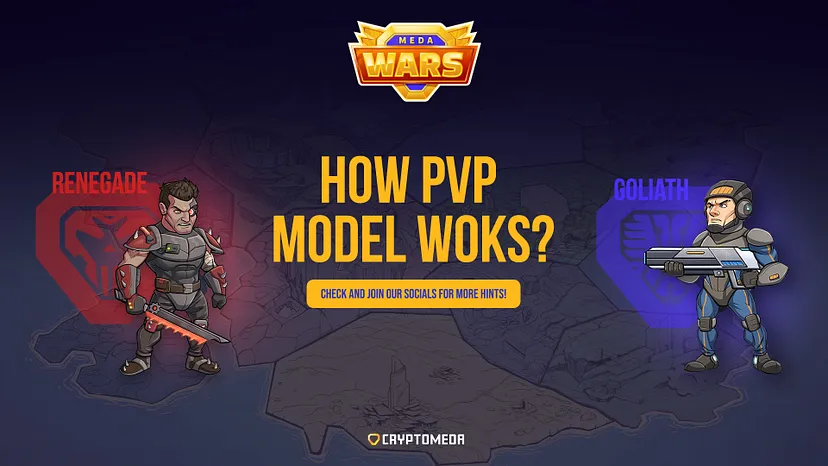 MEDA
WARS
RENEGADE
HOW PVP
MODEL WOKS?
GOLIATH
CHECK AND JOIN OUR SOCIALS FOR MORE HINTS!
CRYPTOMEDA